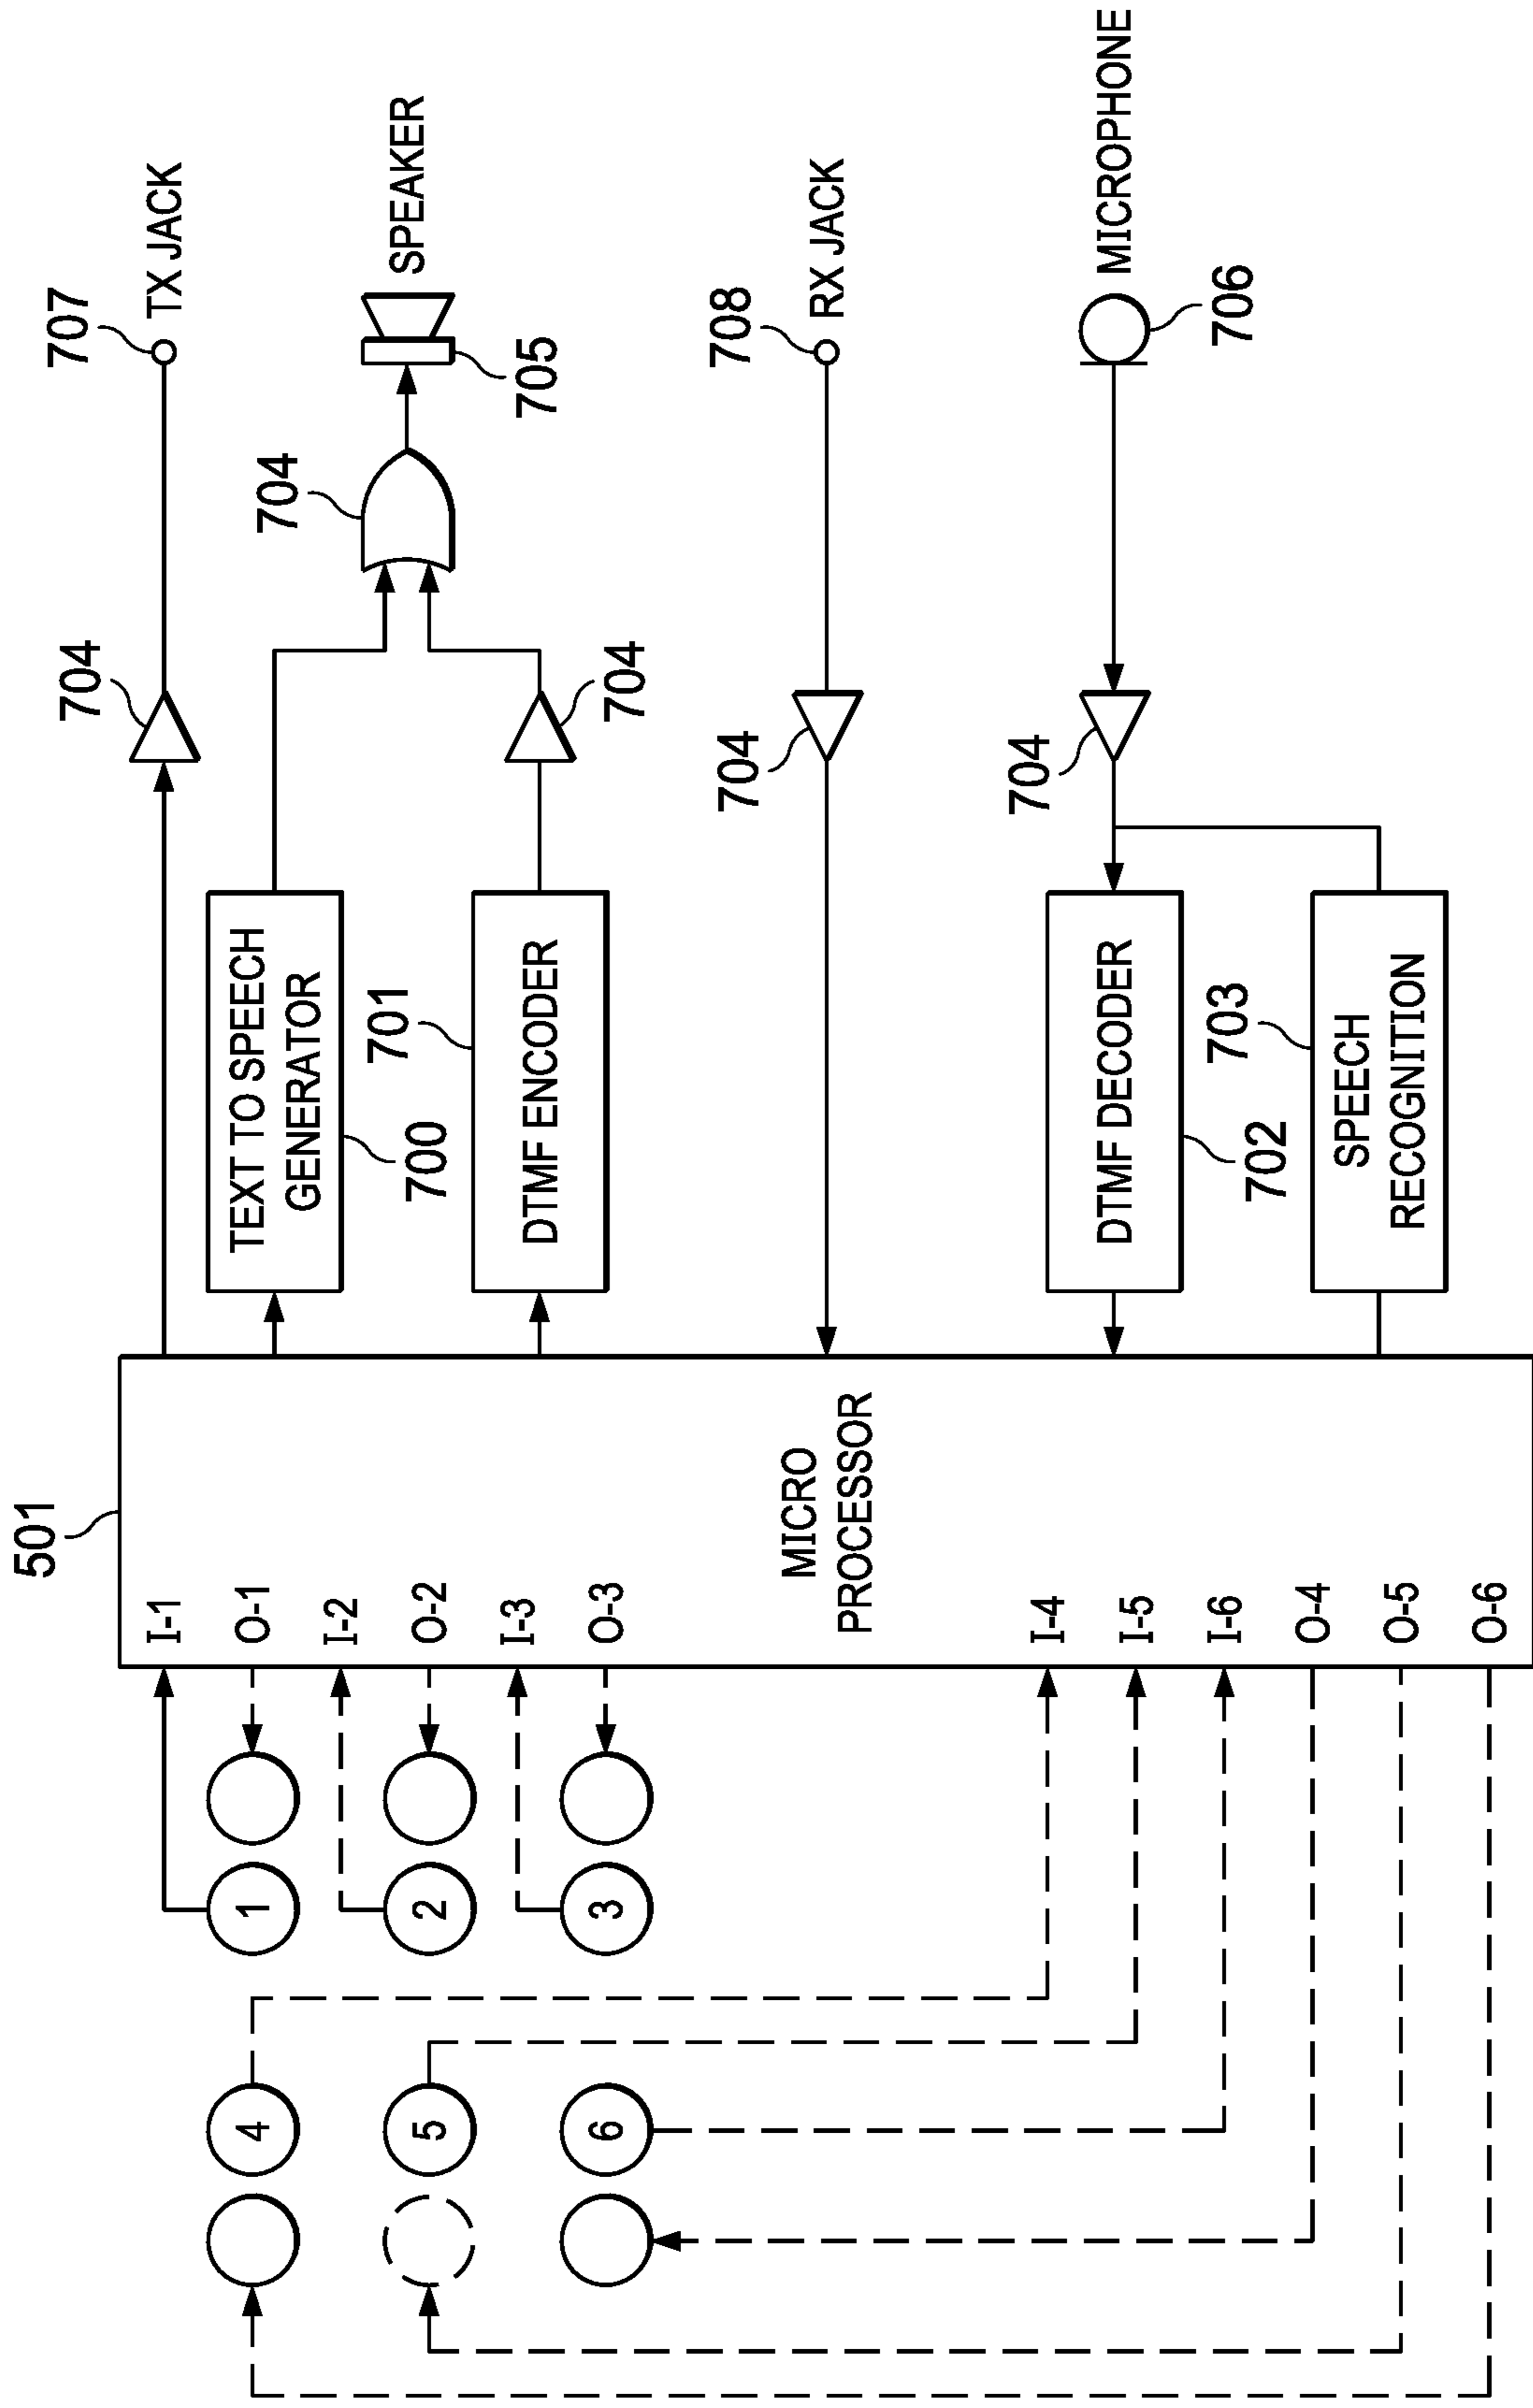 501
I-1
O-1
I-2
O-2
I-3
O-3
MICRO
PROCESSOR
I-4
I-5
I-6
O-4
O-5
O-6
1
2
3
4
5
6
704
707
TX JACK
TEXT TO SPEECH
GENERATOR
700
701
DTMF ENCODER
704
704
705
SPEAKER
704
708
RX JACK
DTMF DECODER
702
703
SPEECH
RECOGNITION
704
706
MICROPHONE